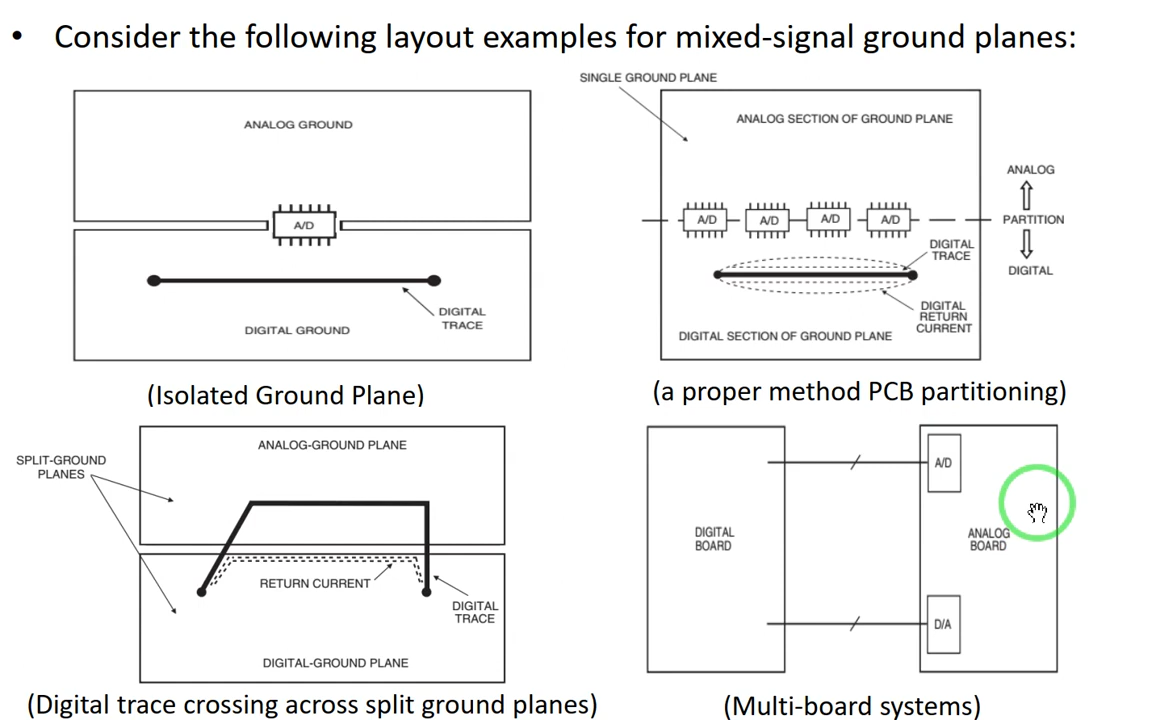 • Consider the following layout examples for mixed-signal ground planes:
ANALOG GROUND
A/D
DIGITAL
TRACE
DIGITAL GROUND
(Isolated Ground Plane)
SINGLE GROUND PLANE
ANALOG SECTION OF GROUND PLANE
ANALOG
A/D A/D A/D A/D
PARTITION
DIGITAL
TRACE
DIGITAL
DIGITAL
RETURN
CURRENT
DIGITAL SECTION OF GROUND PLANE
(a proper method PCB partitioning)
ANALOG-GROUND PLANE
SPLIT-GROUND
PLANES
RETURN CURRENT
DIGITAL
TRACE
DIGITAL-GROUND PLANE
(Digital trace crossing across split ground planes)
A/D
DIGITAL
BOARD
ANALOG
BOARD
D/A
(Multi-board systems)